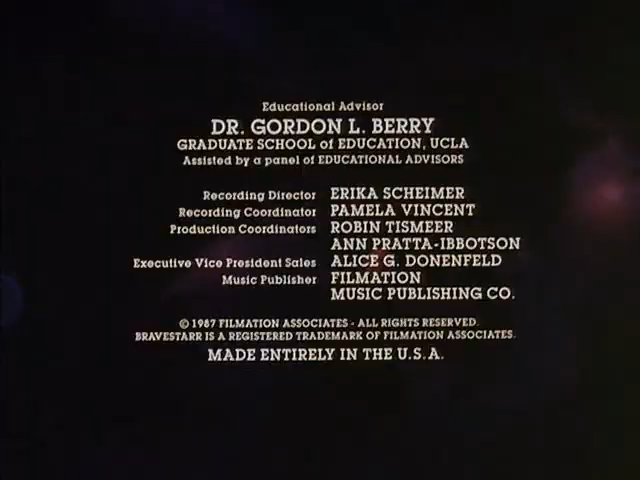 Educational Advisor
DR. GORDON L. BERRY
GRADUATE SCHOOL of EDUCATION, UCLA
Assisted by a panel of EDUCATIONAL ADVISORS
Recording Director ERIKA SCHEIMER
Recording Coordinator PAMELA VINCENT
Production Coordinators ROBIN TISMEER
ANN PRATTA-IBBOTSON
Executive Vice President Sales ALICE G. DONENFELD
Music Publisher FILMATION
MUSIC PUBLISHING CO.
© 1987 FILMATION ASSOCIATES - ALL RIGHTS RESERVED.
BRAVESTARR IS A REGISTERED TRADEMARK OF FILMATION ASSOCIATES.
MADE ENTIRELY IN THE U.S.A.